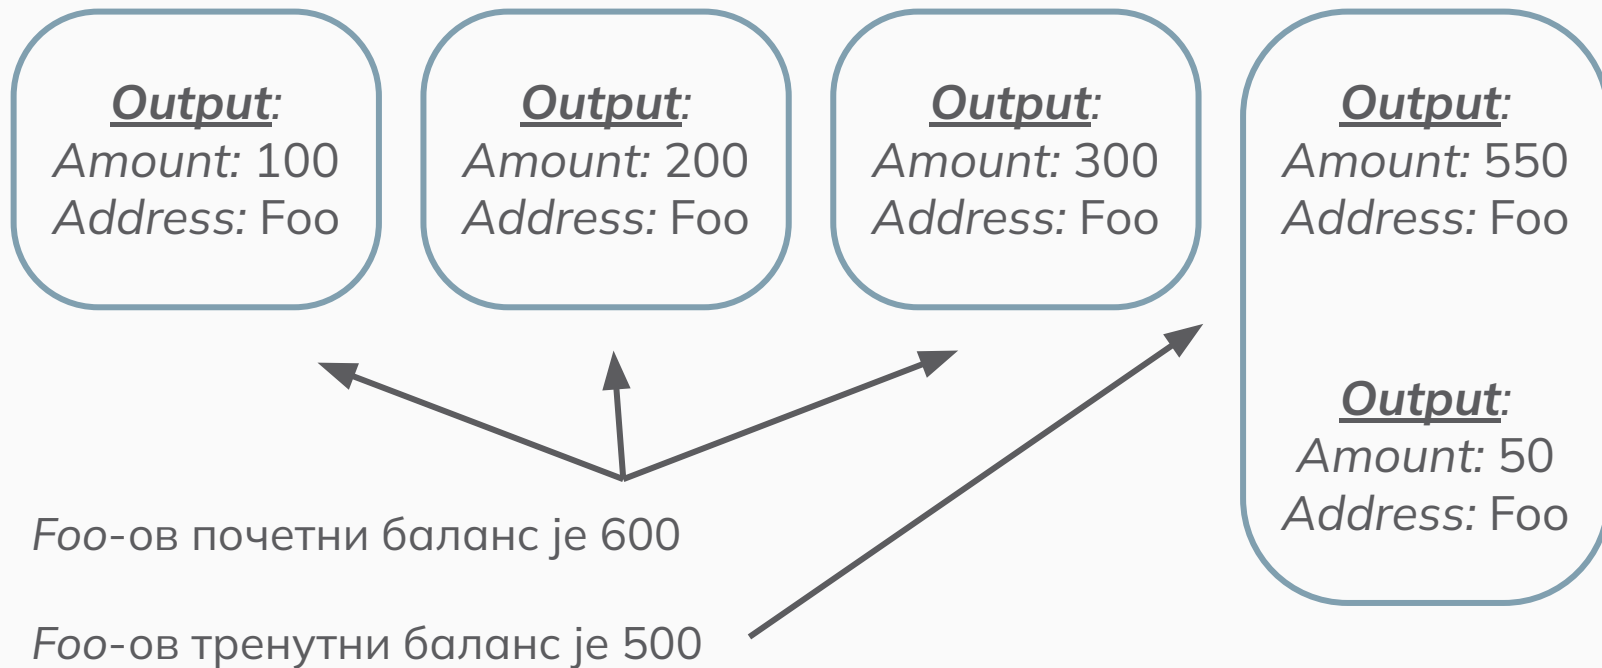 Output:
Amount: 100
Address: Foo
Output:
Amount: 200
Address: Foo
Output:
Amount: 300
Address: Foo
Output:
Amount: 550
Address: Foo
Output:
Amount: 50
Address: Foo
Foo-ов почетни баланс је 600
Foo-ов тренутни баланс је 500